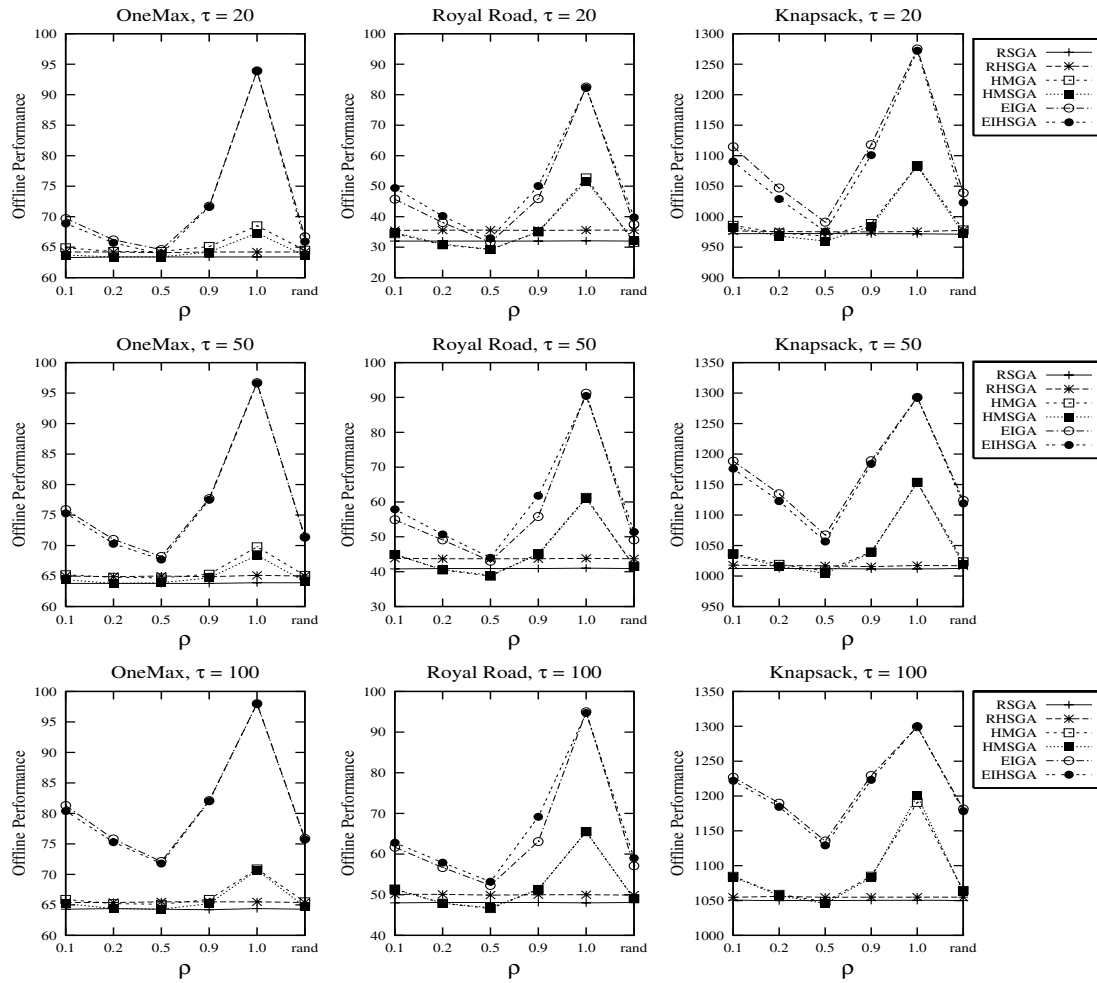 OneMax, τ = 20
Offline Performance
100
95
90
85
80
75
70
65
60
0.1 0.2 0.5 0.9 1.0 rand
ρ
Royal Road, τ = 20
Offline Performance
100
90
80
70
60
50
40
30
20
0.1 0.2 0.5 0.9 1.0 rand
ρ
Knapsack, τ = 20
Offline Performance
1300
1250
1200
1150
1100
1050
1000
950
900
0.1 0.2 0.5 0.9 1.0 rand
ρ
RSGA
RHSGA
HMGA
HMSGA
EIGA
EIHSGA
OneMax, τ = 50
Offline Performance
100
95
90
85
80
75
70
65
60
0.1 0.2 0.5 0.9 1.0 rand
ρ
Royal Road, τ = 50
Offline Performance
100
90
80
70
60
50
40
30
0.1 0.2 0.5 0.9 1.0 rand
ρ
Knapsack, τ = 50
Offline Performance
1350
1300
1250
1200
1150
1100
1050
1000
950
0.1 0.2 0.5 0.9 1.0 rand
ρ
RSGA
RHSGA
HMGA
HMSGA
EIGA
EIHSGA
OneMax, τ = 100
Offline Performance
100
95
90
85
80
75
70
65
60
0.1 0.2 0.5 0.9 1.0 rand
ρ
Royal Road, τ = 100
Offline Performance
100
90
80
70
60
50
40
0.1 0.2 0.5 0.9 1.0 rand
ρ
Knapsack, τ = 100
Offline Performance
1350
1300
1250
1200
1150
1100
1050
1000
0.1 0.2 0.5 0.9 1.0 rand
ρ
RSGA
RHSGA
HMGA
HMSGA
EIGA
EIHSGA